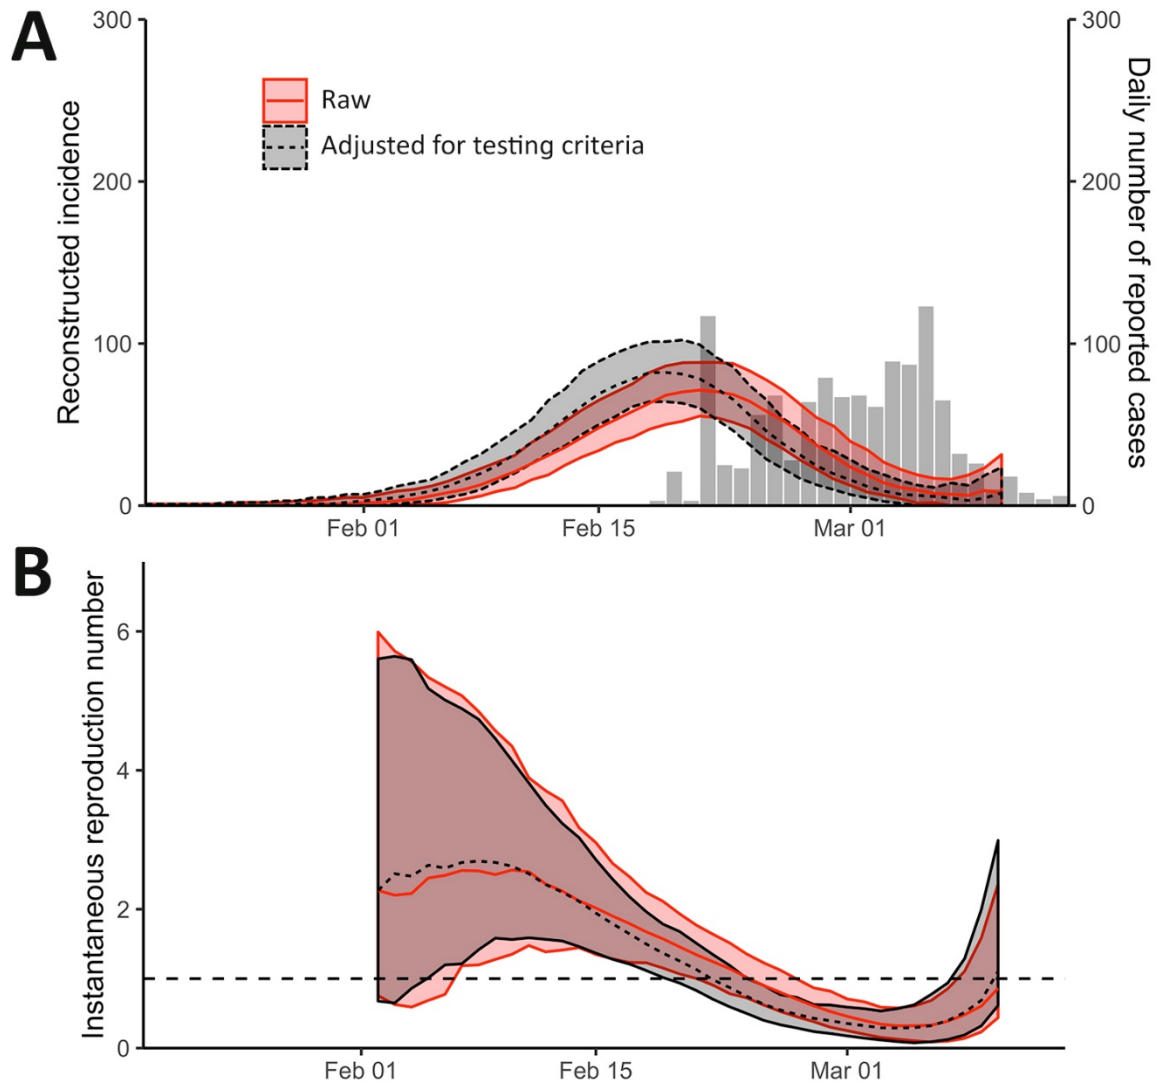 A
300
200
100
0
Reconstructed incidence
Raw
Adjusted for testing criteria
300
200
100
0
Daily number of reported cases
Feb 01
Feb 15
Mar 01
B
6
4
2
0
Instantaneous reproduction number
Feb 01
Feb 15
Mar 01